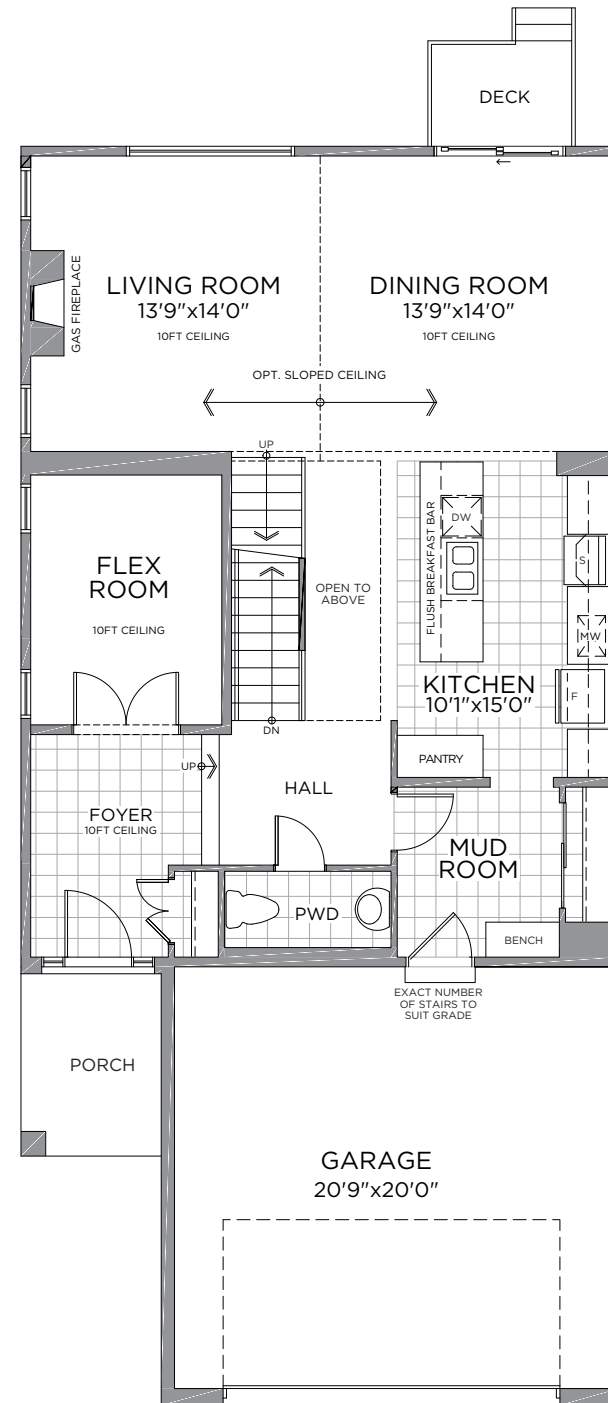 DECK
LIVING ROOM
13'9"x14'0"
10FT CEILING
GAS FIREPLACE
DINING ROOM
13'9"x14'0"
10FT CEILING
OPT. SLOPED CEILING
UP
FLEX
ROOM
10FT CEILING
OPEN TO
ABOVE
FLUSH BREAKFAST BAR
DW
S
MW
F
KITCHEN
10'1"x15'0"
DN
PANTRY
UP
HALL
FOYER
10FT CEILING
MUD
ROOM
PWD
BENCH
EXACT NUMBER
OF STAIRS TO
SUIT GRADE
PORCH
GARAGE
20'9"x20'0"